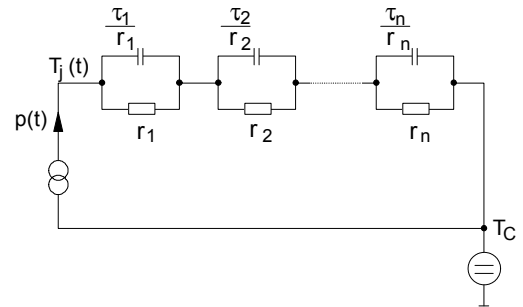 τ1 τ2 τn
r1 r2 rn
Tj (t)
r1 r2 rn
p(t)
TC